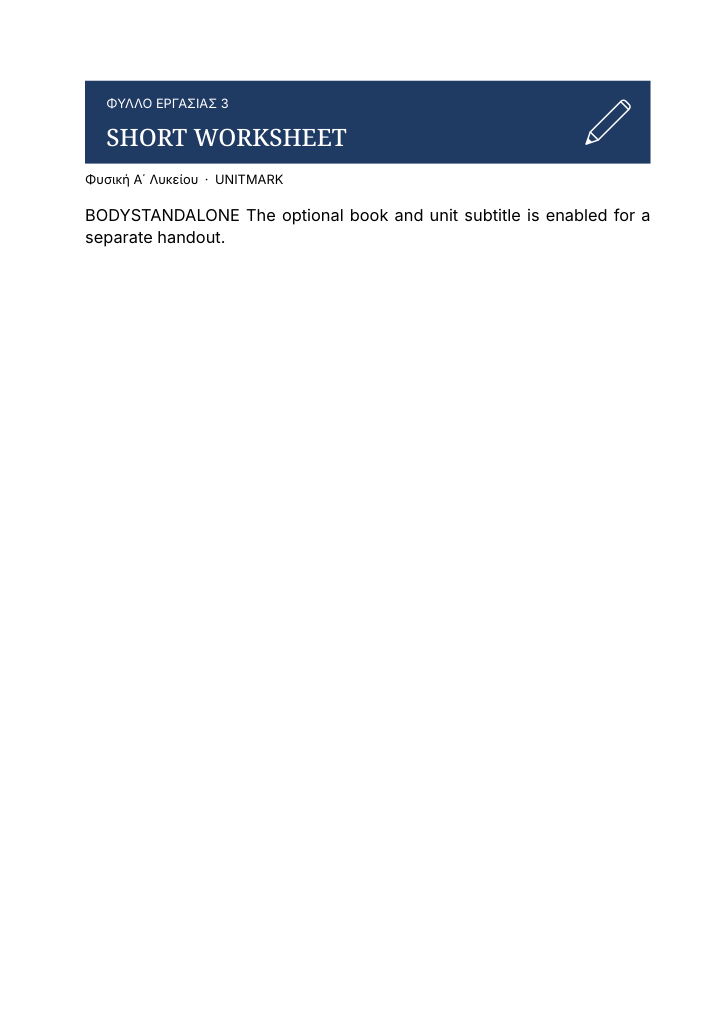 ΦΥΛΛΟ ΕΡΓΑΣΙΑΣ 3
SHORT WORKSHEET
Φυσική Α΄ Λυκείου · UNITMARK
BODYSTANDALONE The optional book and unit subtitle is enabled for a
separate handout.